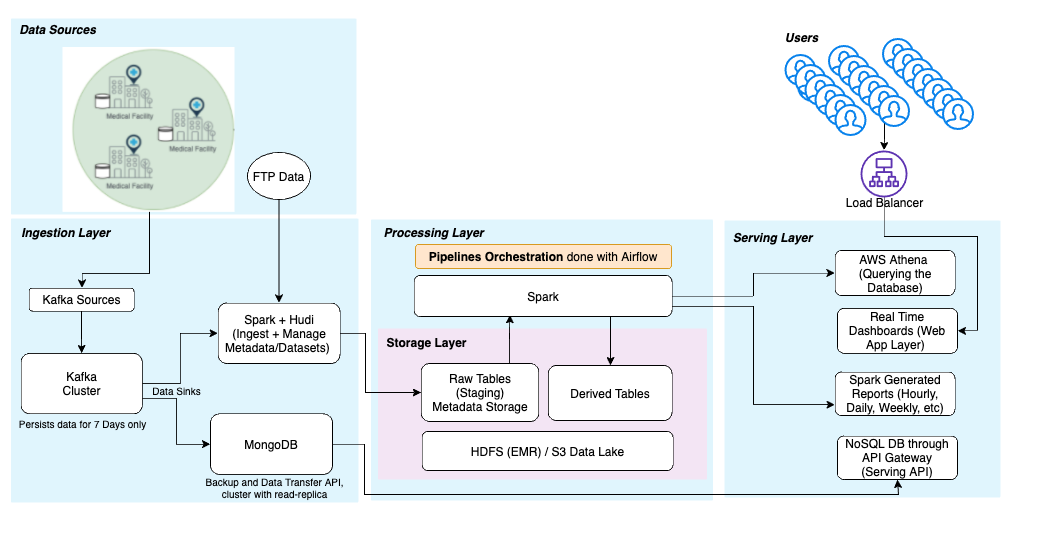 Data Sources
Medical Facility
Medical Facility
Medical Facility
FTP Data
Users
Load Balancer
Ingestion Layer
Kafka Sources
Kafka
Cluster
Persists data for 7 Days only
Data Sinks
Spark + Hudi
(Ingest + Manage
Metadata/Datasets)
MongoDB
Backup and Data Transfer API,
cluster with read-replica
Processing Layer
Pipelines Orchestration done with Airflow
Spark
Storage Layer
Raw Tables
(Staging)
Metadata Storage
Derived Tables
HDFS (EMR) / S3 Data Lake
Serving Layer
AWS Athena
(Querying the
Database)
Real Time
Dashboards (Web
App Layer)
Spark Generated
Reports (Hourly,
Daily, Weekly, etc)
NoSQL DB through
API Gateway
(Serving API)